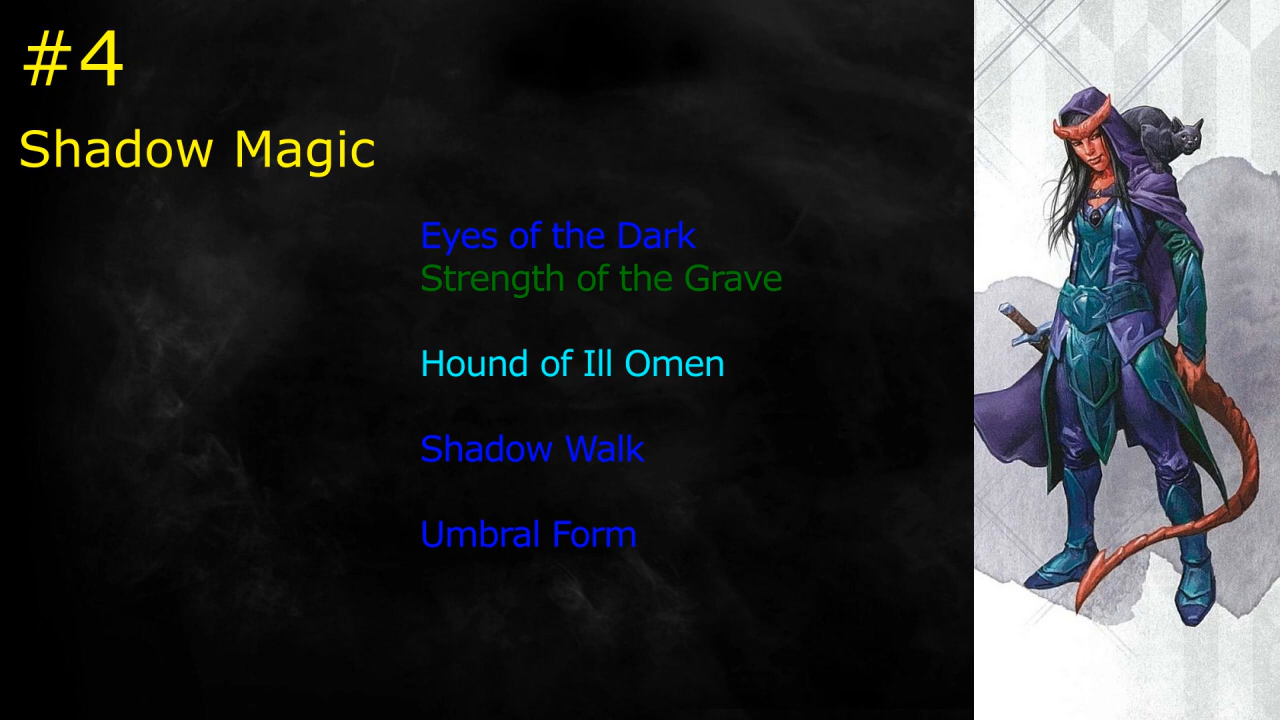 #4
Shadow Magic
Eyes of the Dark
Strength of the Grave
Hound of Ill Omen
Shadow Walk
Umbral Form